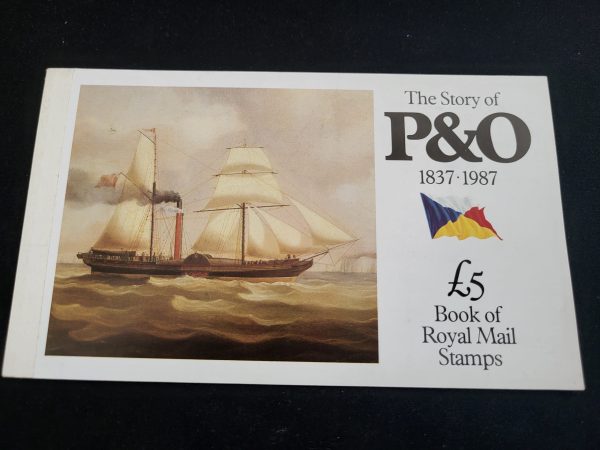 The Story of
P&O
1837·1987
£5
Book of
Royal Mail
Stamps